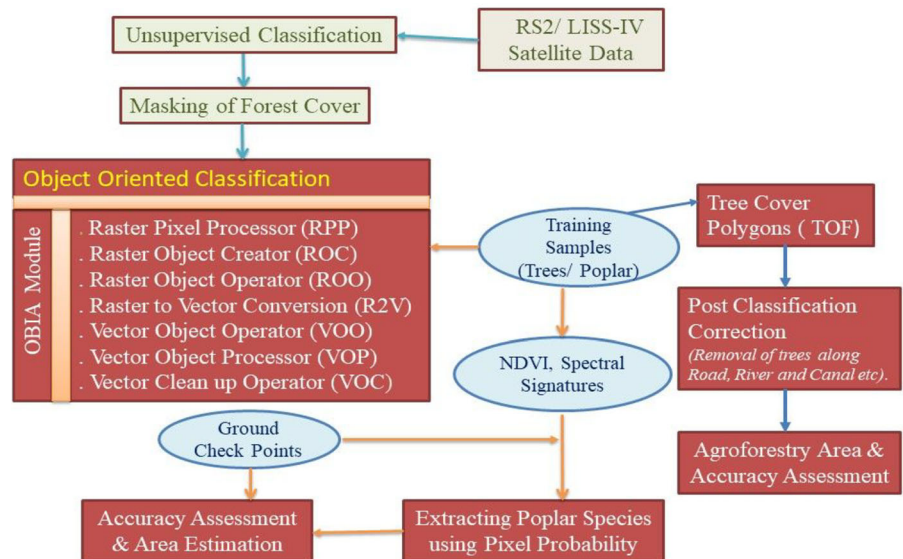 Unsupervised Classification
RS2/ LISS-IV
Satellite Data
Masking of Forest Cover
Object Oriented Classification
OBIA Module
. Raster Pixel Processor (RPP)
. Raster Object Creator (ROC)
. Raster Object Operator (ROO)
. Raster to Vector Conversion (R2V)
. Vector Object Operator (VOO)
. Vector Object Processor (VOP)
. Vector Clean up Operator (VOC)
Training
Samples
(Trees/ Poplar)
Tree Cover
Polygons ( TOF)
Post Classification
Correction
(Removal of trees along
Road, River and Canal etc).
NDVI, Spectral
Signatures
Ground
Check Points
Agroforestry Area &
Accuracy Assessment
Accuracy Assessment
& Area Estimation
Extracting Poplar Species
using Pixel Probability